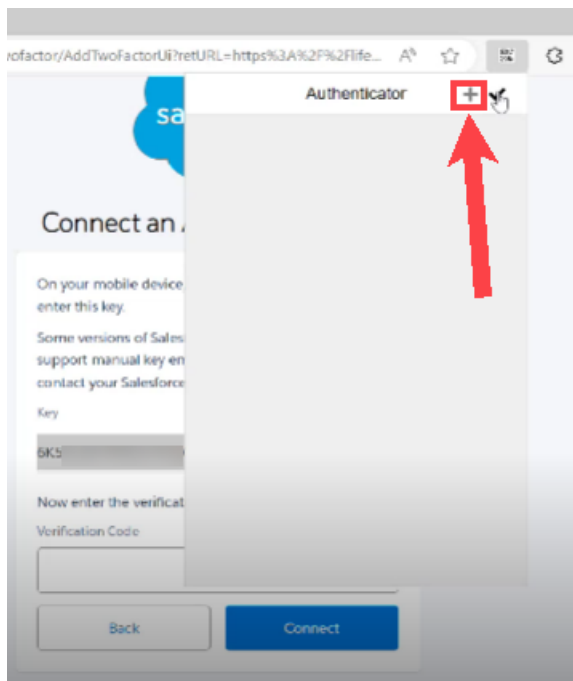 vofactor/AddTwoFactorUi?retURL=https%3A%2F%2Flife...
Authenticator
sa
Connect an
On your mobile device
enter this key.
Some versions of Sales
support manual key en
contact your Salesforce
Key
6K5
Now enter the verificat
Verification Code
Back
Connect